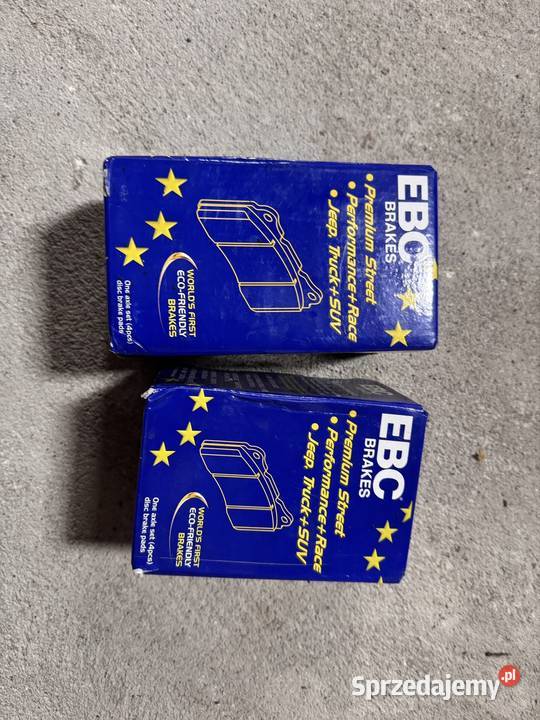 EBC
BRAKES
• Premium Street
• Performance+Race
• Jeep, Truck+SUV
WORLD'S FIRST
ECO-FRIENDLY
BRAKES
One axle set (4pcs)
disc brake pads
EBC
BRAKES
• Premium Street
• Performance+Race
• Jeep, Truck+SUV
WORLD'S FIRST
ECO-FRIENDLY
BRAKES
One axle set (4pcs)
disc brake pads
Sprzedajemy.pl